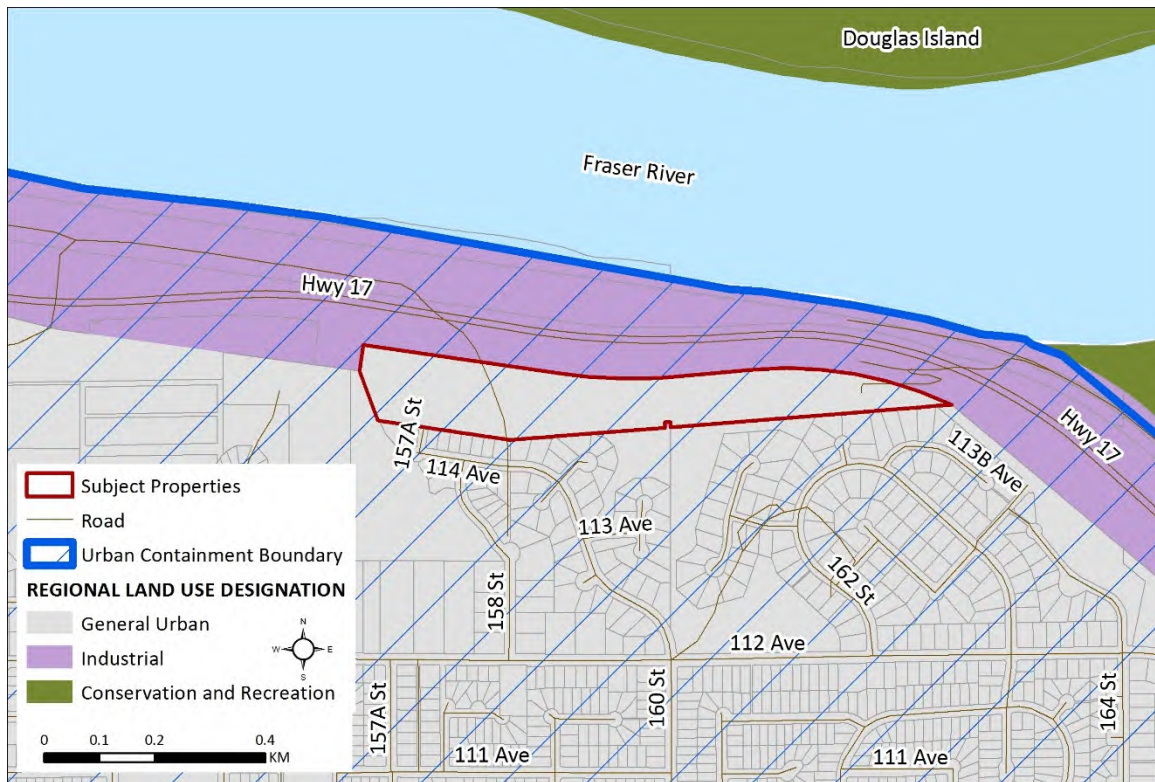 Douglas Island
Fraser River
Hwy 17
Hwy 17
157A St
114 Ave
113B Ave
113 Ave
158 St
162 St
112 Ave
160 St
157A St
164 St
111 Ave
111 Ave
Subject Properties
Road
Urban Containment Boundary
REGIONAL LAND USE DESIGNATION
General Urban
Industrial
Conservation and Recreation
N
W E
S
0 0.1 0.2 0.4
KM